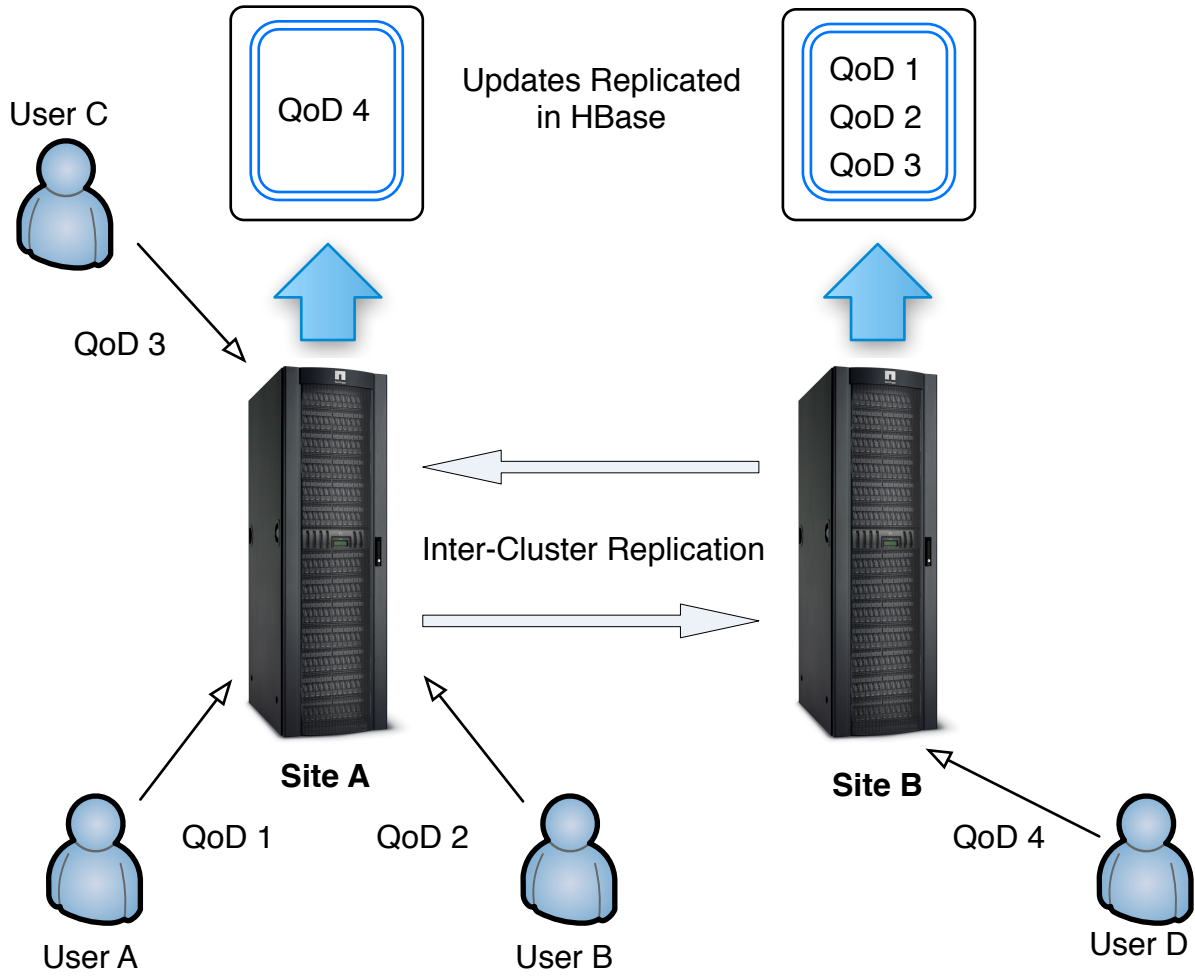 QoD 4
Updates Replicated
in HBase
QoD 1
QoD 2
QoD 3
User C
QoD 3
Inter-Cluster Replication
Site A
Site B
QoD 1
QoD 2
QoD 4
User A
User B
User D